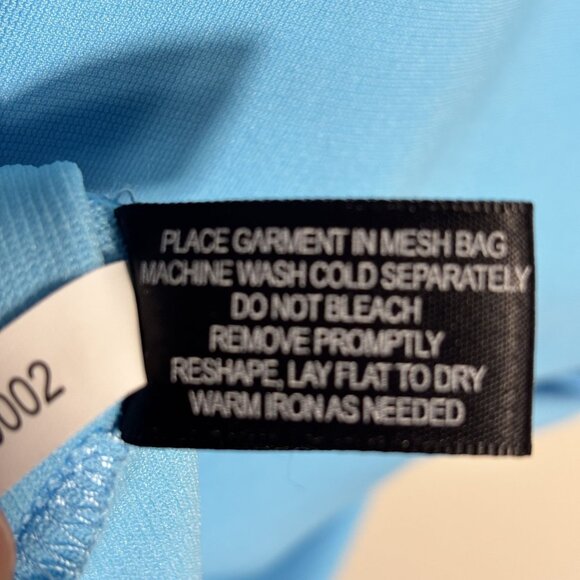 PLACE GARMENT IN MESH BAG
MACHINE WASH COLD SEPARATELY
DO NOT BLEACH
REMOVE PROMPTLY
RESHAPE, LAY FLAT TO DRY
WARM IRON AS NEEDED
002